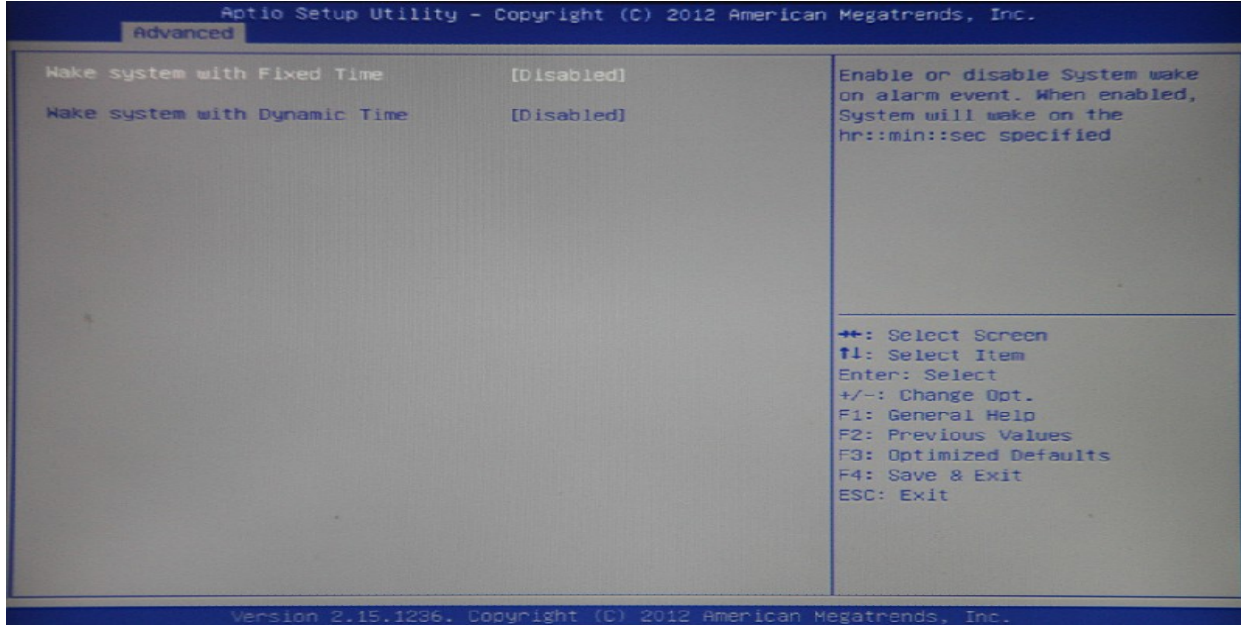 Aptio Setup Utility – Copyright (C) 2012 American Megatrends, Inc.
Advanced
Wake system with Fixed Time [Disabled]
Wake system with Dynamic Time [Disabled]
Enable or disable System wake
on alarm event. When enabled,
System will wake on the
hr::min::sec specified
→←: Select Screen
↑↓: Select Item
Enter: Select
+/-: Change Opt.
F1: General Help
F2: Previous Values
F3: Optimized Defaults
F4: Save & Exit
ESC: Exit
Version 2.15.1236. Copyright (C) 2012 American Megatrends, Inc.